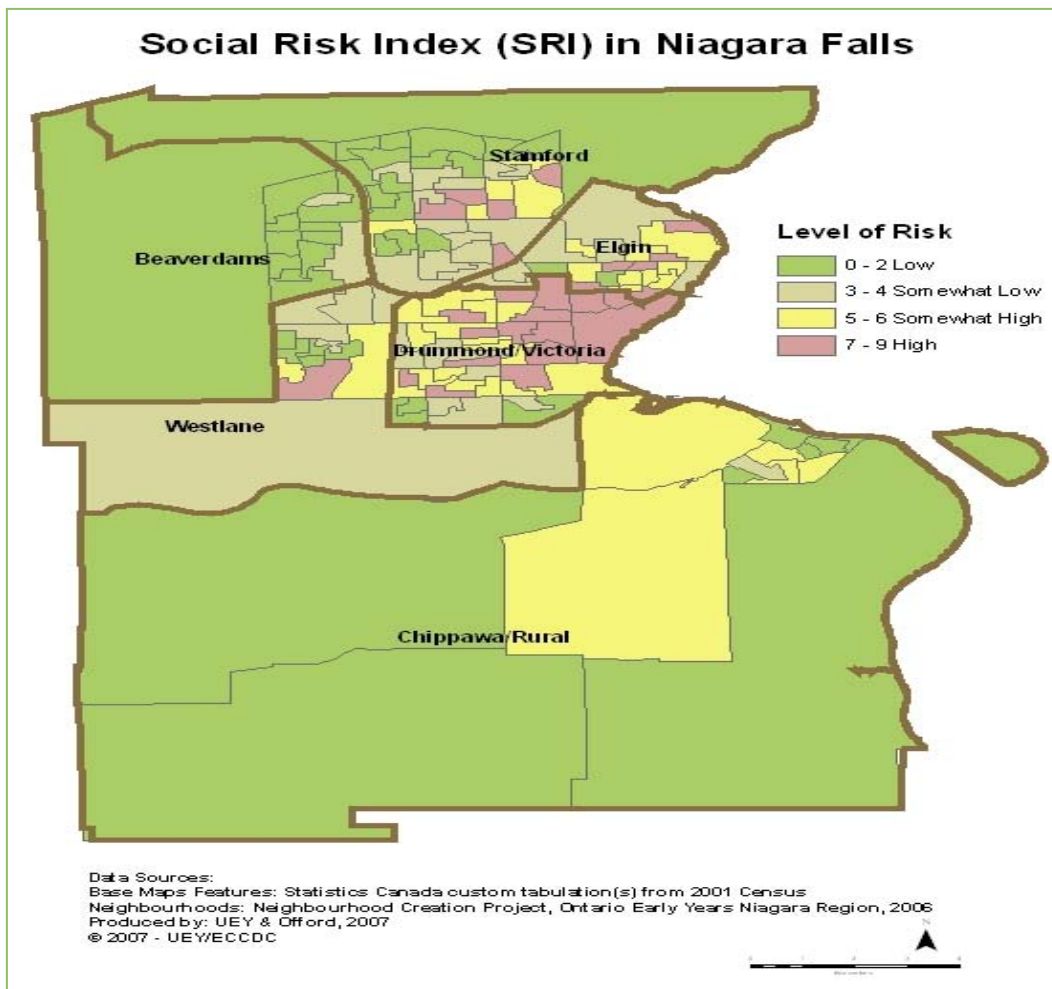 Social Risk Index (SRI) in Niagara Falls
Stamford
Elgin
Beaverdams
Drummond/Victoria
Westlane
Chippawa/Rural
Level of Risk
0 - 2 Low
3 - 4 Somewhat Low
5 - 6 Somewhat High
7 - 9 High
Data Sources:
Base Maps Features: Statistics Canada custom tabulation(s) from 2001 Census
Neighbourhoods: Neighbourhood Creation Project, Ontario Early Years Niagara Region, 2006
Produced by: UEY & Offord, 2007
© 2007 - UEY/ECCDC
N